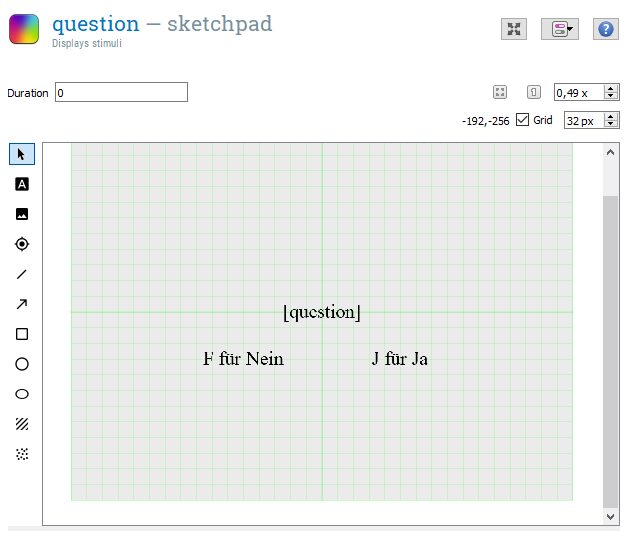 question — sketchpad
Displays stimuli
Duration 0
0,49 x
-192,-256 Grid 32 px
A
[question]
F für Nein J für Ja